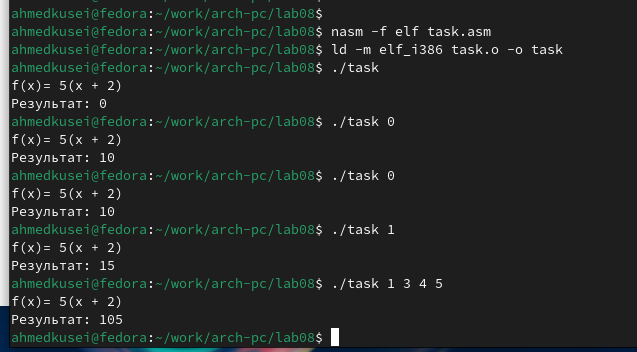 ahmedkusei@fedora:~/work/arch-pc/lab08$
ahmedkusei@fedora:~/work/arch-pc/lab08$ nasm -f elf task.asm
ahmedkusei@fedora:~/work/arch-pc/lab08$ ld -m elf_i386 task.o -o task
ahmedkusei@fedora:~/work/arch-pc/lab08$ ./task
f(x)= 5(x + 2)
Результат: 0
ahmedkusei@fedora:~/work/arch-pc/lab08$ ./task 0
f(x)= 5(x + 2)
Результат: 10
ahmedkusei@fedora:~/work/arch-pc/lab08$ ./task 0
f(x)= 5(x + 2)
Результат: 10
ahmedkusei@fedora:~/work/arch-pc/lab08$ ./task 1
f(x)= 5(x + 2)
Результат: 15
ahmedkusei@fedora:~/work/arch-pc/lab08$ ./task 1 3 4 5
f(x)= 5(x + 2)
Результат: 105
ahmedkusei@fedora:~/work/arch-pc/lab08$